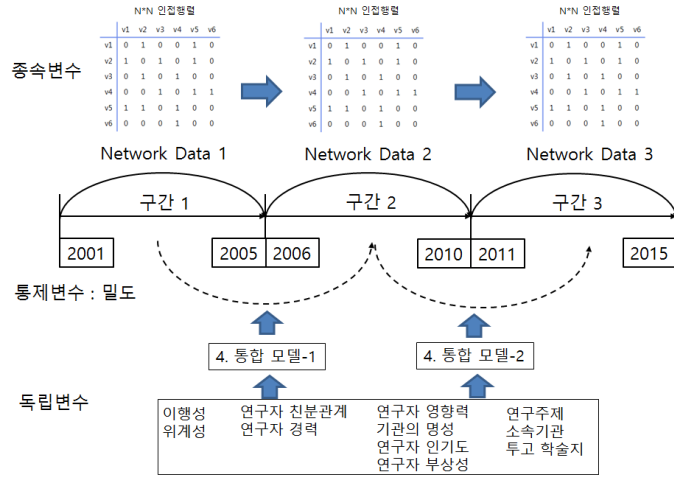 N*N 인접행렬
v1 v2 v3 v4 v5 v6
v1 0 1 0 0 1 0
v2 1 0 1 0 1 0
v3 0 1 0 1 0 0
v4 0 0 1 0 1 1
v5 1 1 0 1 0 0
v6 0 0 0 1 0 0
N*N 인접행렬
v1 v2 v3 v4 v5 v6
v1 0 1 0 0 1 0
v2 1 0 1 0 1 0
v3 0 1 0 1 0 0
v4 0 0 1 0 1 1
v5 1 1 0 1 0 0
v6 0 0 0 1 0 0
N*N 인접행렬
v1 v2 v3 v4 v5 v6
v1 0 1 0 0 1 0
v2 1 0 1 0 1 0
v3 0 1 0 1 0 0
v4 0 0 1 0 1 1
v5 1 1 0 1 0 0
v6 0 0 0 1 0 0
종속변수
Network Data 1
Network Data 2
Network Data 3
구간 1
구간 2
구간 3
2001
2005
2006
2010
2011
2015
통제변수 : 밀도
4. 통합 모델-1
4. 통합 모델-2
독립변수
이행성
위계성
연구자 친분관계
연구자 경력
연구자 영향력
기관의 명성
연구자 인기도
연구자 부상성
연구주제
소속기관
투고 학술지